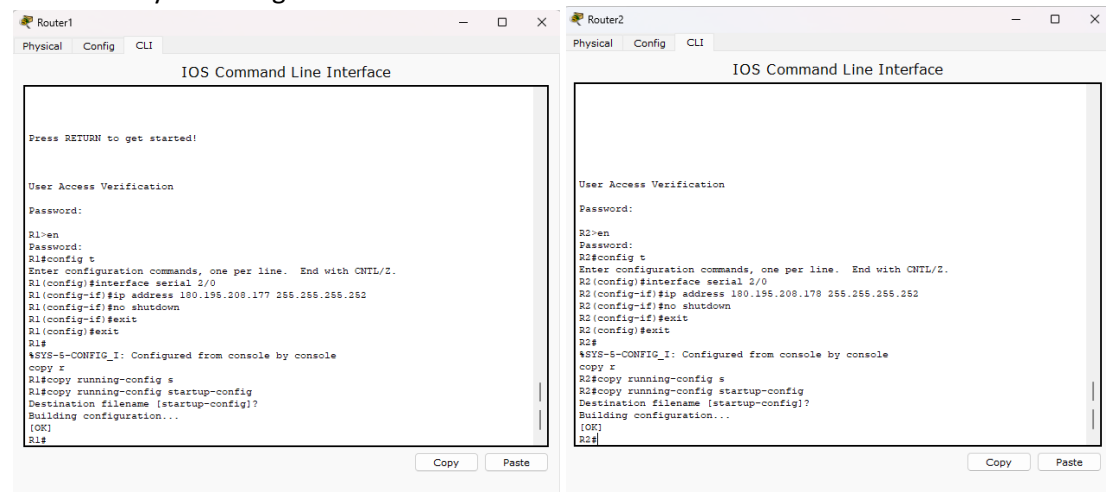 Router1
Physical Config CLI
IOS Command Line Interface
Press RETURN to get started!
User Access Verification
Password:
R1>en
Password:
R1#config t
Enter configuration commands, one per line.  End with CNTL/Z.
R1(config)#interface serial 2/0
R1(config-if)#ip address 180.195.208.177 255.255.255.252
R1(config-if)#no shutdown
R1(config-if)#exit
R1(config)#exit
R1#
%SYS-5-CONFIG_I: Configured from console by console
copy r
R1#copy running-config s
R1#copy running-config startup-config
Destination filename [startup-config]?
Building configuration...
[OK]
R1#
Copy Paste
Router2
Physical Config CLI
IOS Command Line Interface
User Access Verification
Password:
R2>en
Password:
R2#config t
Enter configuration commands, one per line.  End with CNTL/Z.
R2(config)#interface serial 2/0
R2(config-if)#ip address 180.195.208.178 255.255.255.252
R2(config-if)#no shutdown
R2(config-if)#exit
R2(config)#exit
R2#
%SYS-5-CONFIG_I: Configured from console by console
copy r
R2#copy running-config s
R2#copy running-config startup-config
Destination filename [startup-config]?
Building configuration...
[OK]
R2#
Copy Paste